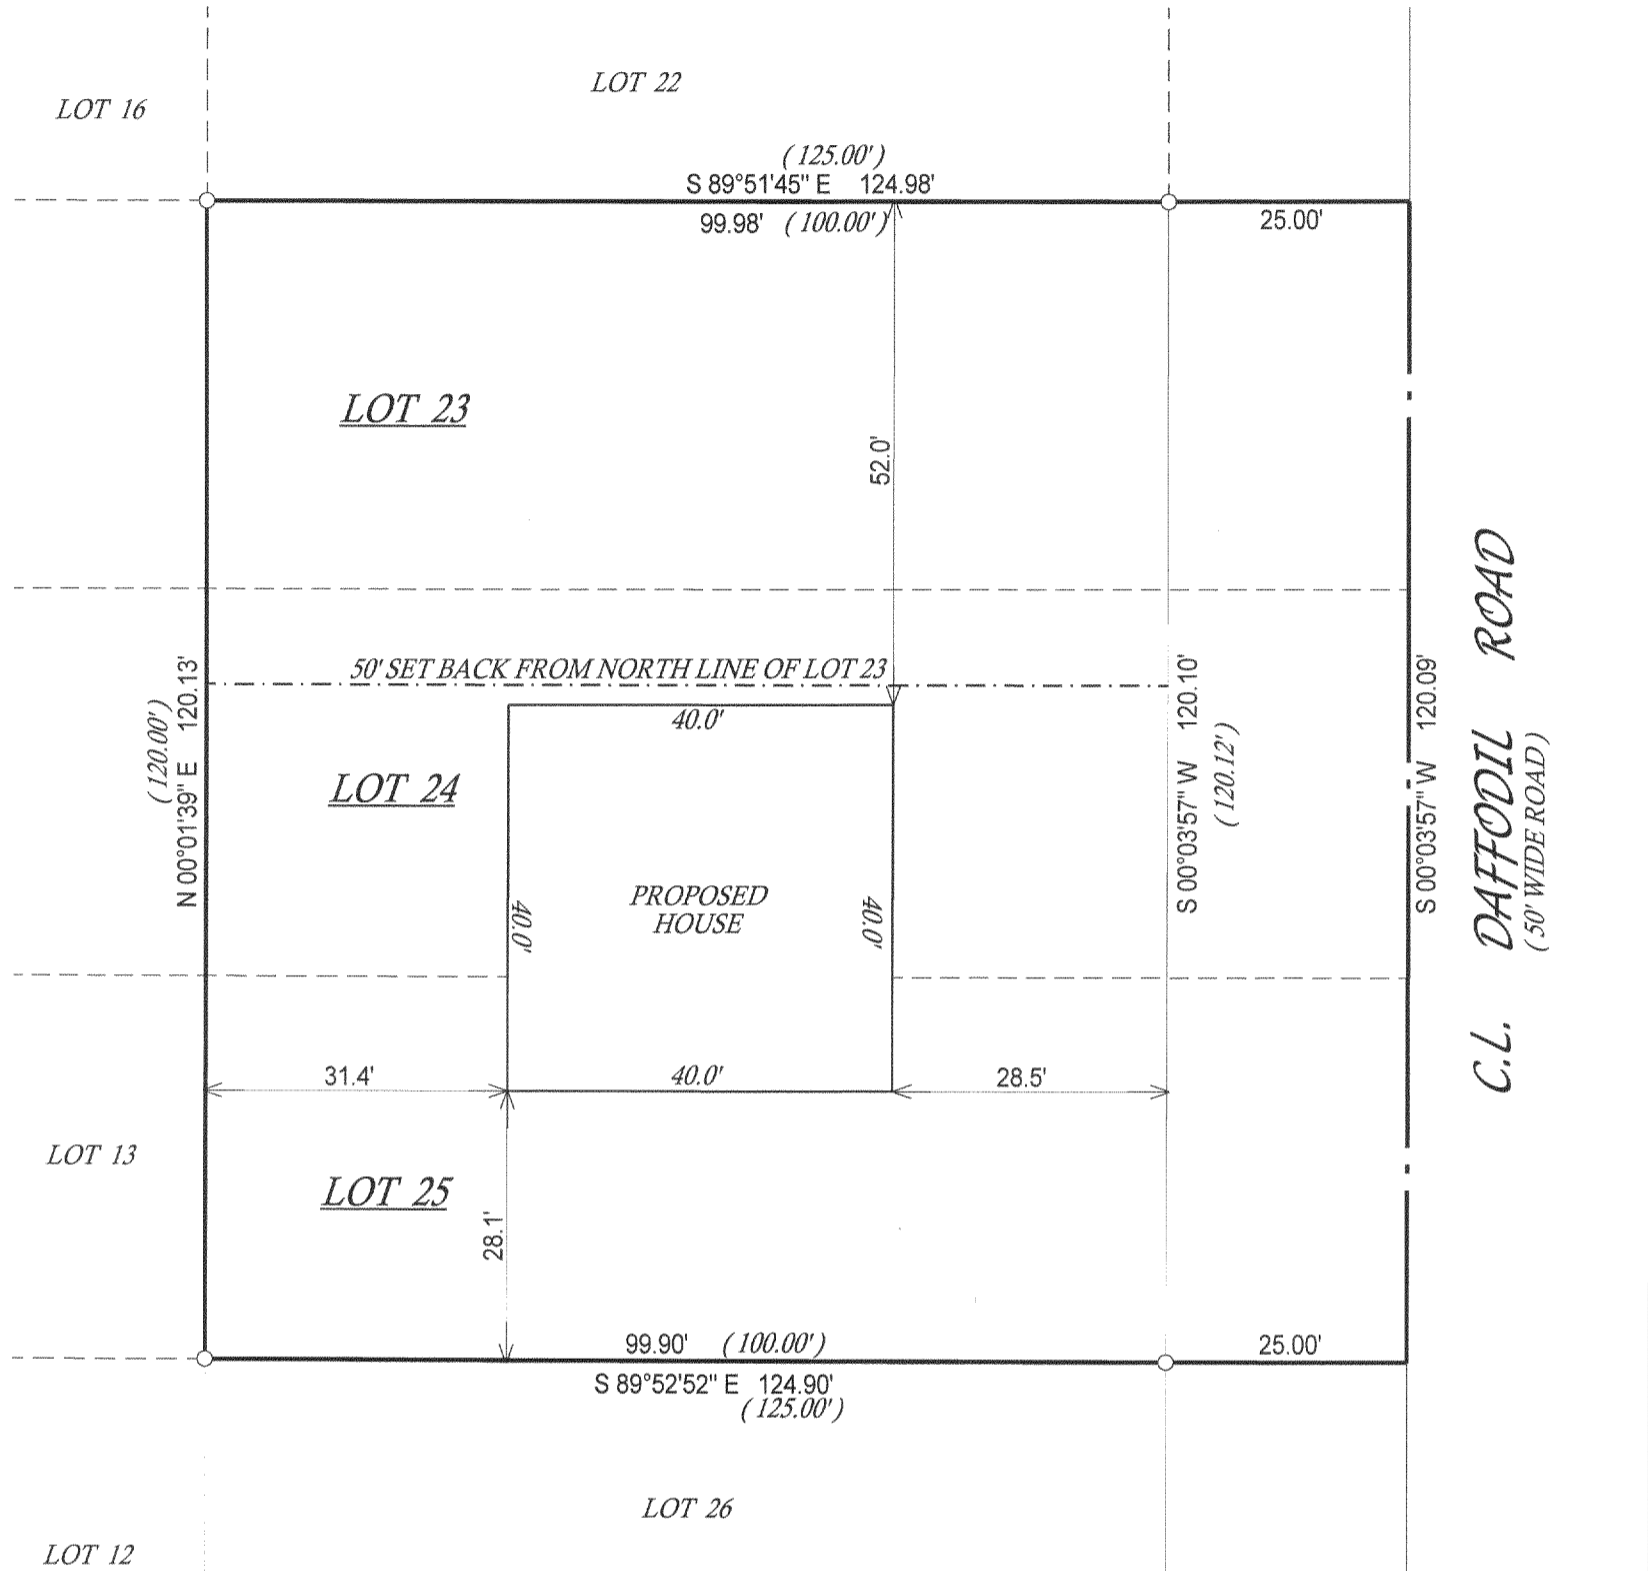 LOT 22
LOT 16
( 125.00' )
S 89°51'45" E 124.98'
99.98' ( 100.00' )
25.00'
LOT 23
52.0'
50' SET BACK FROM NORTH LINE OF LOT 23
40.0'
N 00°01'39" E 120.13'
( 120.00' )
LOT 24
PROPOSED
HOUSE
40.0'
40.0'
S 00°03'57" W 120.10'
( 120.12' )
S 00°03'57" W 120.09'
C.L. DAFFODIL ROAD
( 50' WIDE ROAD )
31.4'
40.0'
28.5'
LOT 13
LOT 25
28.1'
99.90' ( 100.00' )
25.00'
S 89°52'52" E 124.90'
( 125.00' )
LOT 26
LOT 12